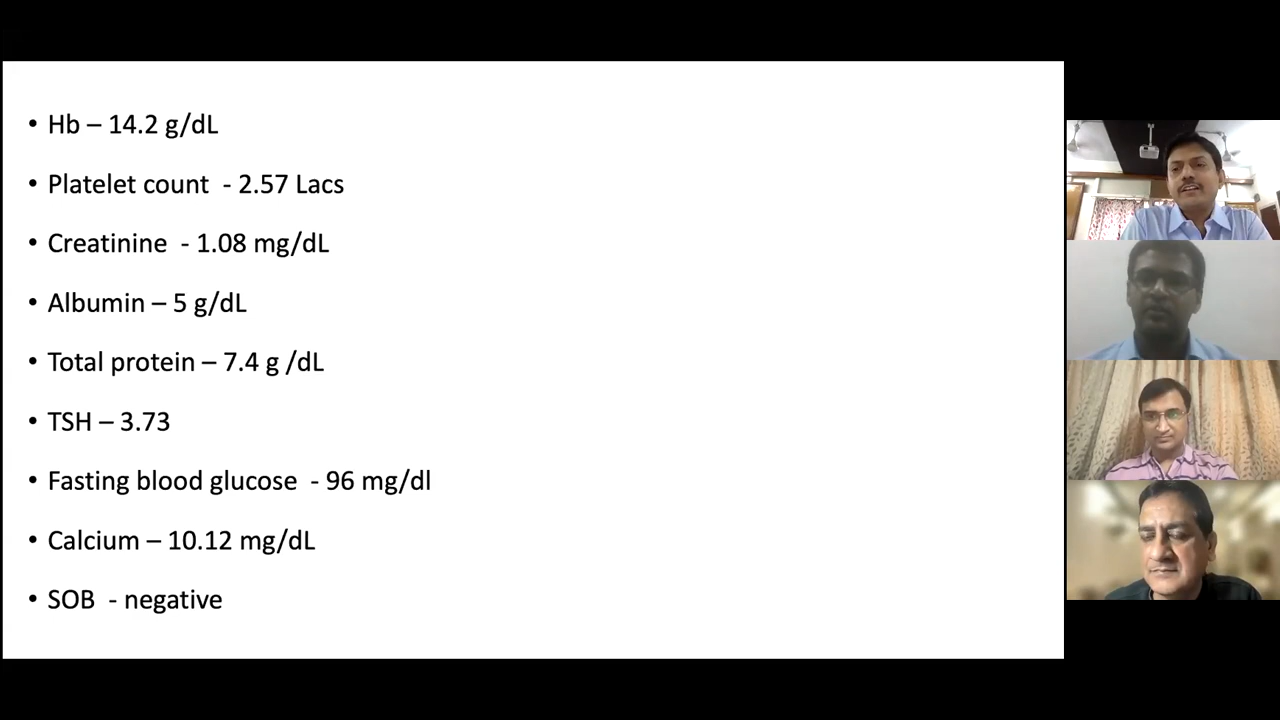 • Hb – 14.2 g/dL
• Platelet count - 2.57 Lacs
• Creatinine - 1.08 mg/dL
• Albumin – 5 g/dL
• Total protein – 7.4 g /dL
• TSH – 3.73
• Fasting blood glucose - 96 mg/dl
• Calcium – 10.12 mg/dL
• SOB - negative